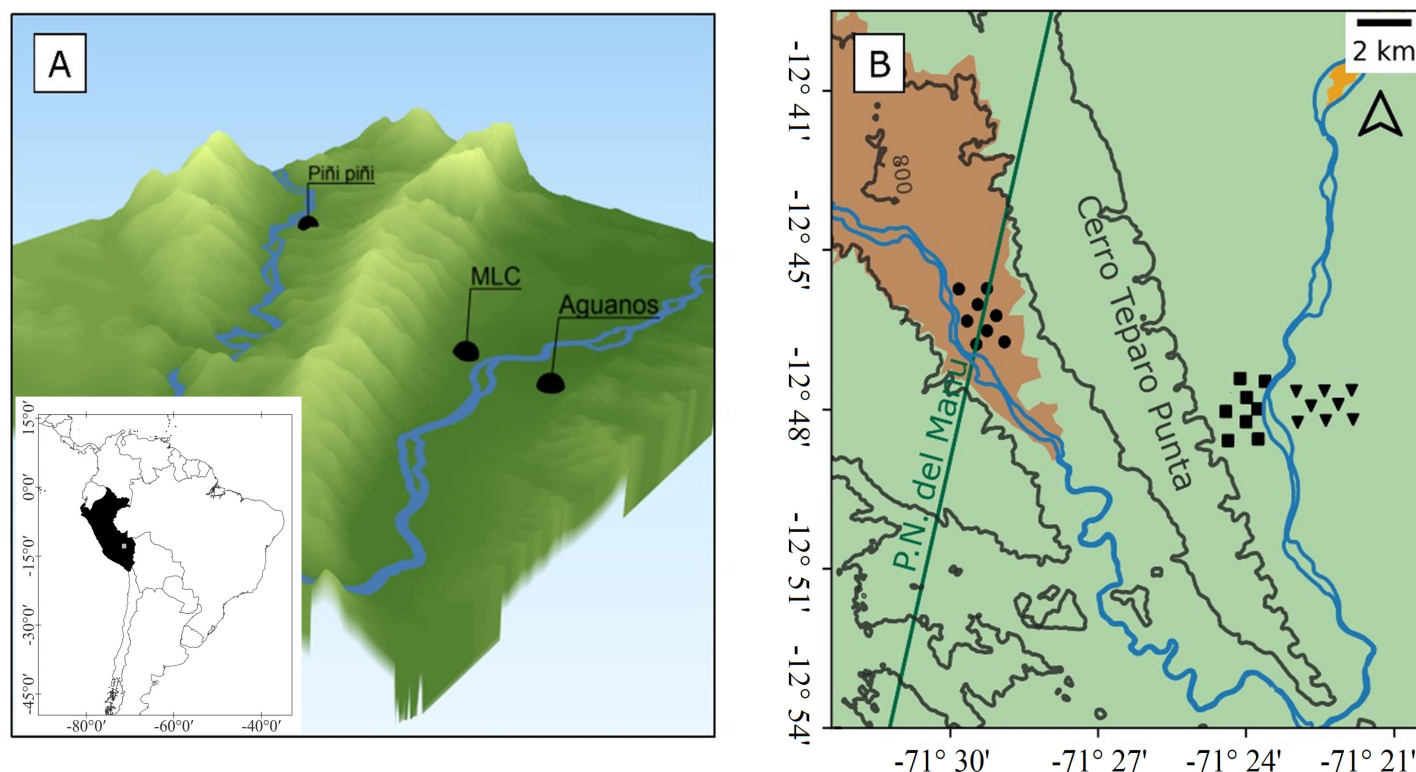 A
Piñi piñi
MLC
Aguanos
15°0'
0°0'
-15°0'
-30°0'
-45°0'
-80°0'
-60°0'
-40°0'
B
2 km
-12° 41'
-12° 45'
-12° 48'
-12° 51'
-12° 54'
800
Cerro Teparo Punta
P.N. del Manu
-71° 30'
-71° 27'
-71° 24'
-71° 21'